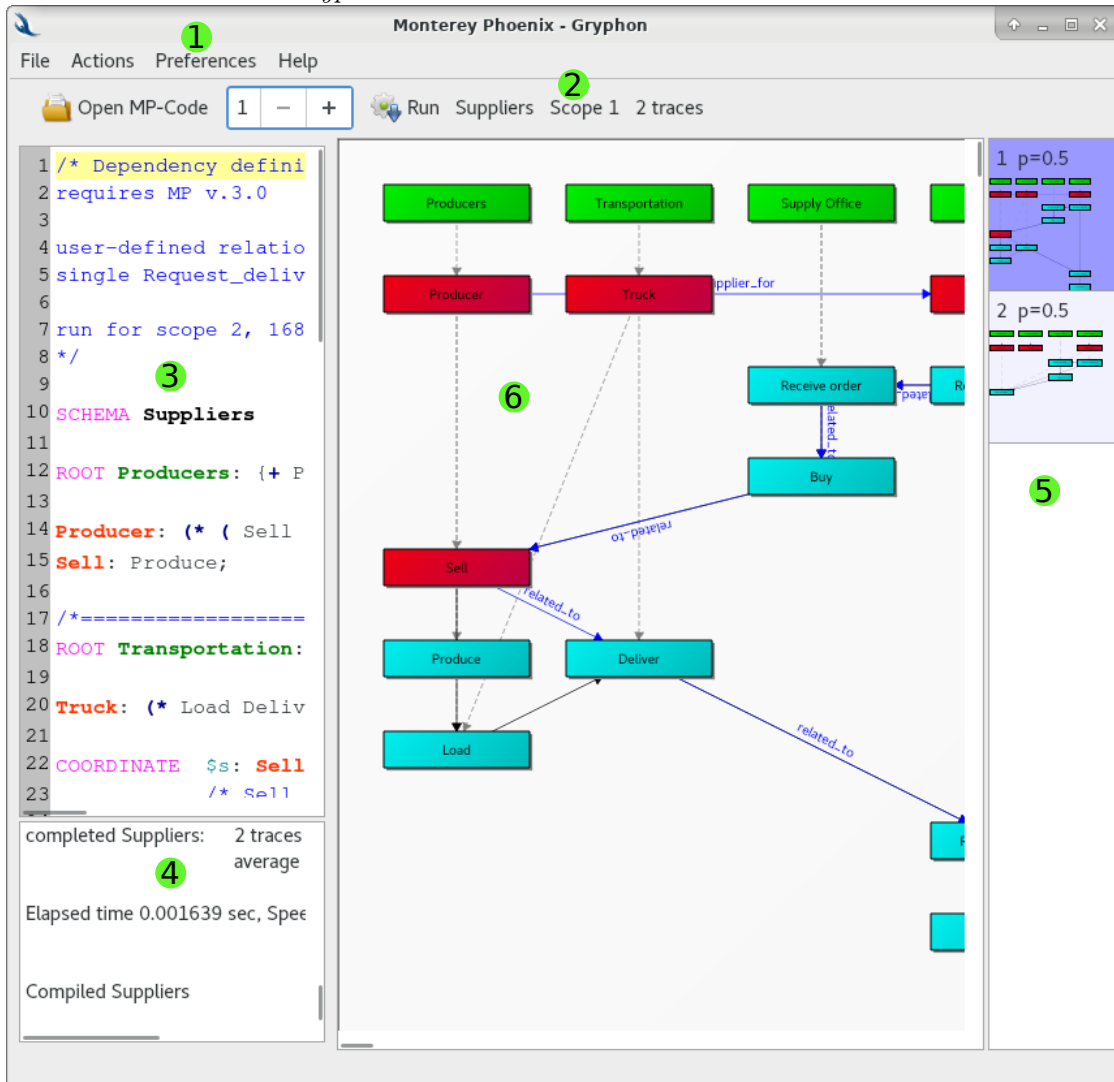 Monterey Phoenix - Gryphon
1
File Actions Preferences Help
2
Open MP-Code 1 − + Run Suppliers Scope 1 2 traces
1 /* Dependency defini
2 requires MP v.3.0
3
4 user-defined relatio
5 single Request_deliv
6
7 run for scope 2, 168
8 */
9
10 SCHEMA Suppliers
11
12 ROOT Producers: {+ P
13
14 Producer: (* ( Sell
15 Sell: Produce;
16
17 /*==================
18 ROOT Transportation:
19
20 Truck: (* Load Deliv
21
22 COORDINATE $s: Sell
23 /* Sell
3
completed Suppliers: 2 traces
average
4
Elapsed time 0.001639 sec, Spee
Compiled Suppliers
Producers Transportation Supply Office
Producer Truck upplier_for
6
Receive order related_to Re
related_to
Buy
related_to
Sell
related_to
Produce Deliver
Load
related_to
1 p=0.5
2 p=0.5
5